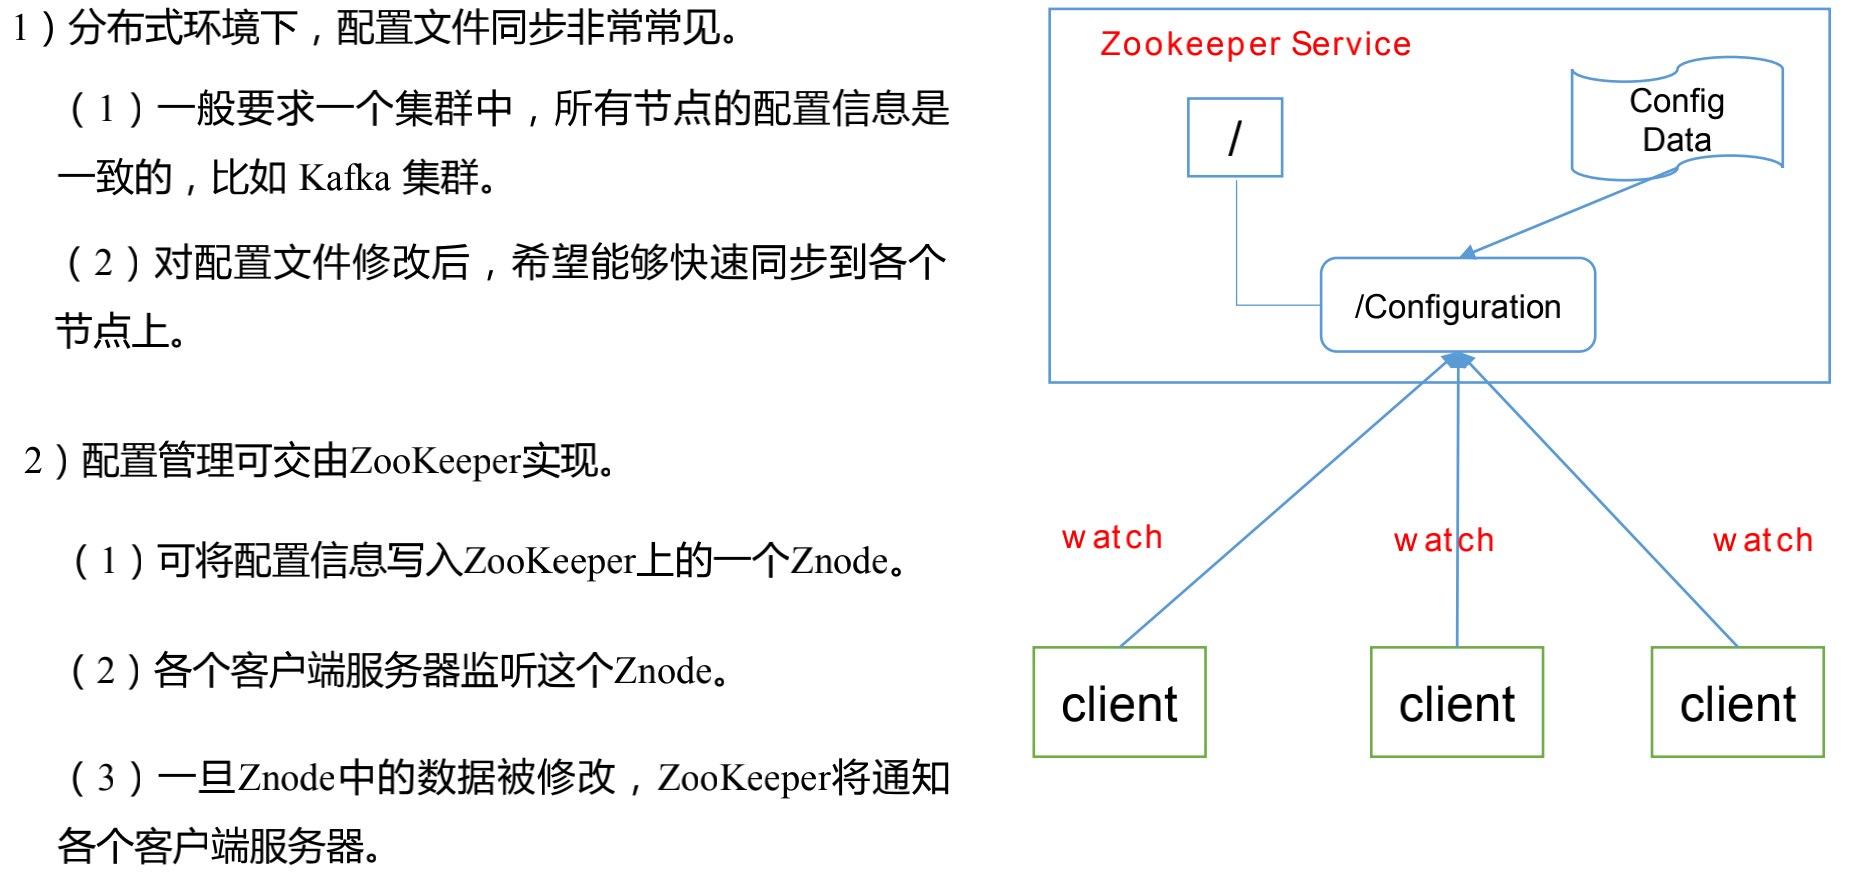 1）分布式环境下，配置文件同步非常常见。
（1）一般要求一个集群中，所有节点的配置信息是
一致的，比如 Kafka 集群。
（2）对配置文件修改后，希望能够快速同步到各个
节点上。
2）配置管理可交由ZooKeeper实现。
（1）可将配置信息写入ZooKeeper上的一个Znode。
（2）各个客户端服务器监听这个Znode。
（3）一旦Znode中的数据被修改，ZooKeeper将通知
各个客户端服务器。
Zookeeper Service
/
Config
Data
/Configuration
watch
watch
watch
client
client
client